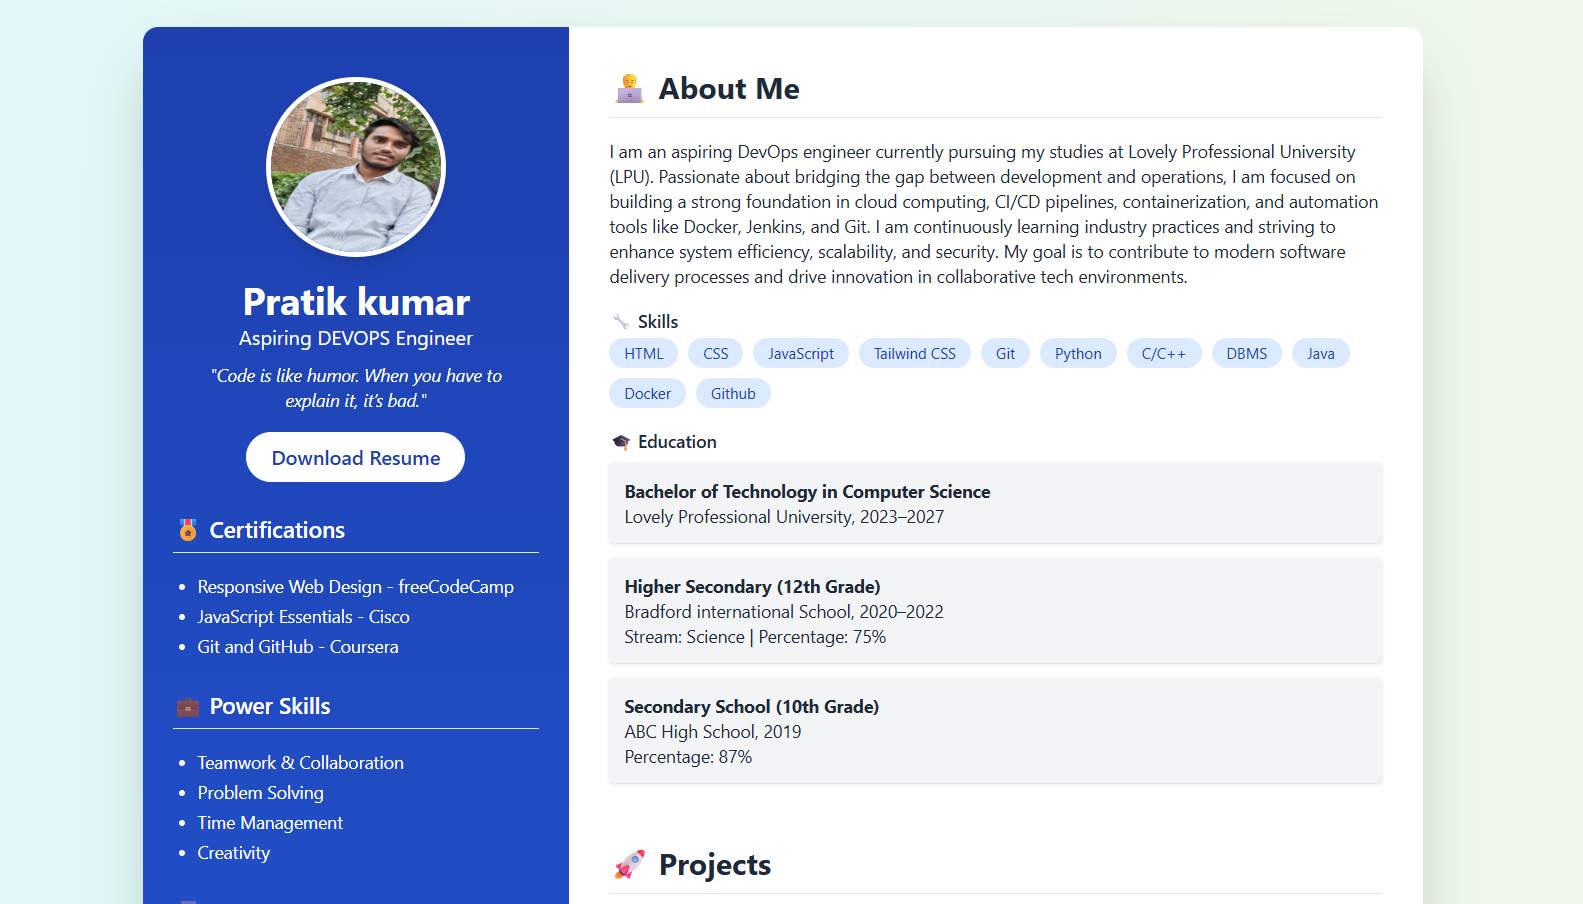 Pratik kumar
Aspiring DEVOPS Engineer
"Code is like humor. When you have to
explain it, it’s bad."
Download Resume
Certifications
Responsive Web Design - freeCodeCamp
JavaScript Essentials - Cisco
Git and GitHub - Coursera
Power Skills
Teamwork & Collaboration
Problem Solving
Time Management
Creativity
About Me
I am an aspiring DevOps engineer currently pursuing my studies at Lovely Professional University
(LPU). Passionate about bridging the gap between development and operations, I am focused on
building a strong foundation in cloud computing, CI/CD pipelines, containerization, and automation
tools like Docker, Jenkins, and Git. I am continuously learning industry practices and striving to
enhance system efficiency, scalability, and security. My goal is to contribute to modern software
delivery processes and drive innovation in collaborative tech environments.
Skills
HTML CSS JavaScript Tailwind CSS Git Python C/C++ DBMS Java
Docker Github
Education
Bachelor of Technology in Computer Science
Lovely Professional University, 2023–2027
Higher Secondary (12th Grade)
Bradford international School, 2020–2022
Stream: Science | Percentage: 75%
Secondary School (10th Grade)
ABC High School, 2019
Percentage: 87%
Projects